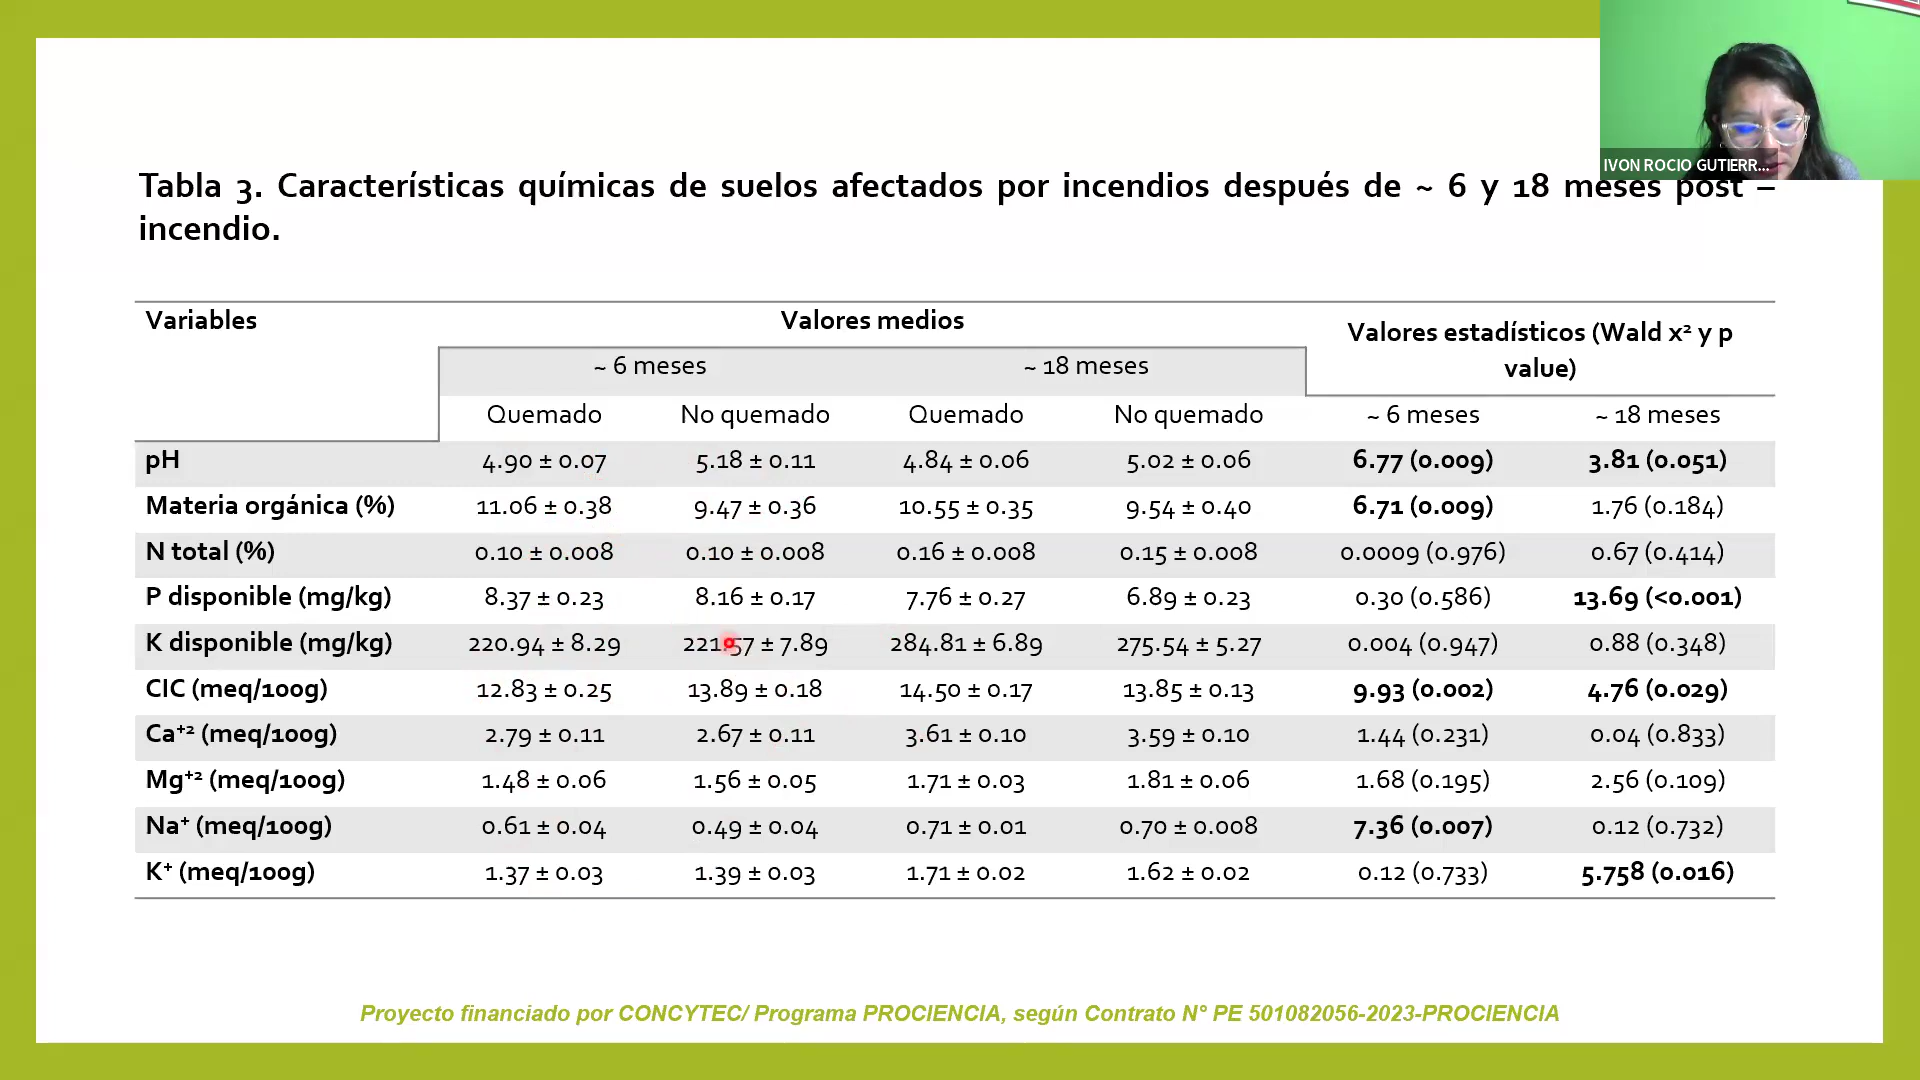 IVON ROCIO GUTIERR...
Tabla 3. Características químicas de suelos afectados por incendios después de ~ 6 y 18 meses post –
incendio.
Variables Valores medios Valores estadísticos (Wald x² y p
value)
~ 6 meses ~ 18 meses
Quemado No quemado Quemado No quemado ~ 6 meses ~ 18 meses
pH 4.90 ± 0.07 5.18 ± 0.11 4.84 ± 0.06 5.02 ± 0.06 6.77 (0.009) 3.81 (0.051)
Materia orgánica (%) 11.06 ± 0.38 9.47 ± 0.36 10.55 ± 0.35 9.54 ± 0.40 6.71 (0.009) 1.76 (0.184)
N total (%) 0.10 ± 0.008 0.10 ± 0.008 0.16 ± 0.008 0.15 ± 0.008 0.0009 (0.976) 0.67 (0.414)
P disponible (mg/kg) 8.37 ± 0.23 8.16 ± 0.17 7.76 ± 0.27 6.89 ± 0.23 0.30 (0.586) 13.69 (<0.001)
K disponible (mg/kg) 220.94 ± 8.29 221.57 ± 7.89 284.81 ± 6.89 275.54 ± 5.27 0.004 (0.947) 0.88 (0.348)
CIC (meq/100g) 12.83 ± 0.25 13.89 ± 0.18 14.50 ± 0.17 13.85 ± 0.13 9.93 (0.002) 4.76 (0.029)
Ca⁺² (meq/100g) 2.79 ± 0.11 2.67 ± 0.11 3.61 ± 0.10 3.59 ± 0.10 1.44 (0.231) 0.04 (0.833)
Mg⁺² (meq/100g) 1.48 ± 0.06 1.56 ± 0.05 1.71 ± 0.03 1.81 ± 0.06 1.68 (0.195) 2.56 (0.109)
Na⁺ (meq/100g) 0.61 ± 0.04 0.49 ± 0.04 0.71 ± 0.01 0.70 ± 0.008 7.36 (0.007) 0.12 (0.732)
K⁺ (meq/100g) 1.37 ± 0.03 1.39 ± 0.03 1.71 ± 0.02 1.62 ± 0.02 0.12 (0.733) 5.758 (0.016)
Proyecto financiado por CONCYTEC/ Programa PROCIENCIA, según Contrato N° PE 501082056-2023-PROCIENCIA